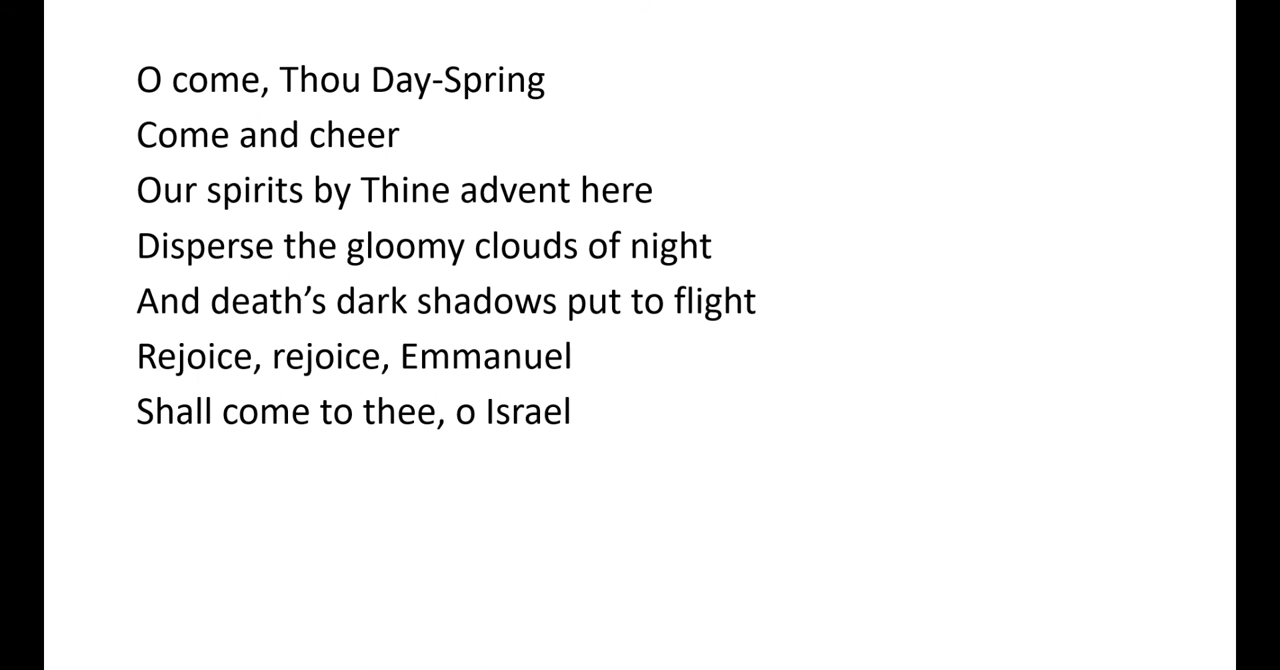 O come, Thou Day-Spring
Come and cheer
Our spirits by Thine advent here
Disperse the gloomy clouds of night
And death’s dark shadows put to flight
Rejoice, rejoice, Emmanuel
Shall come to thee, o Israel